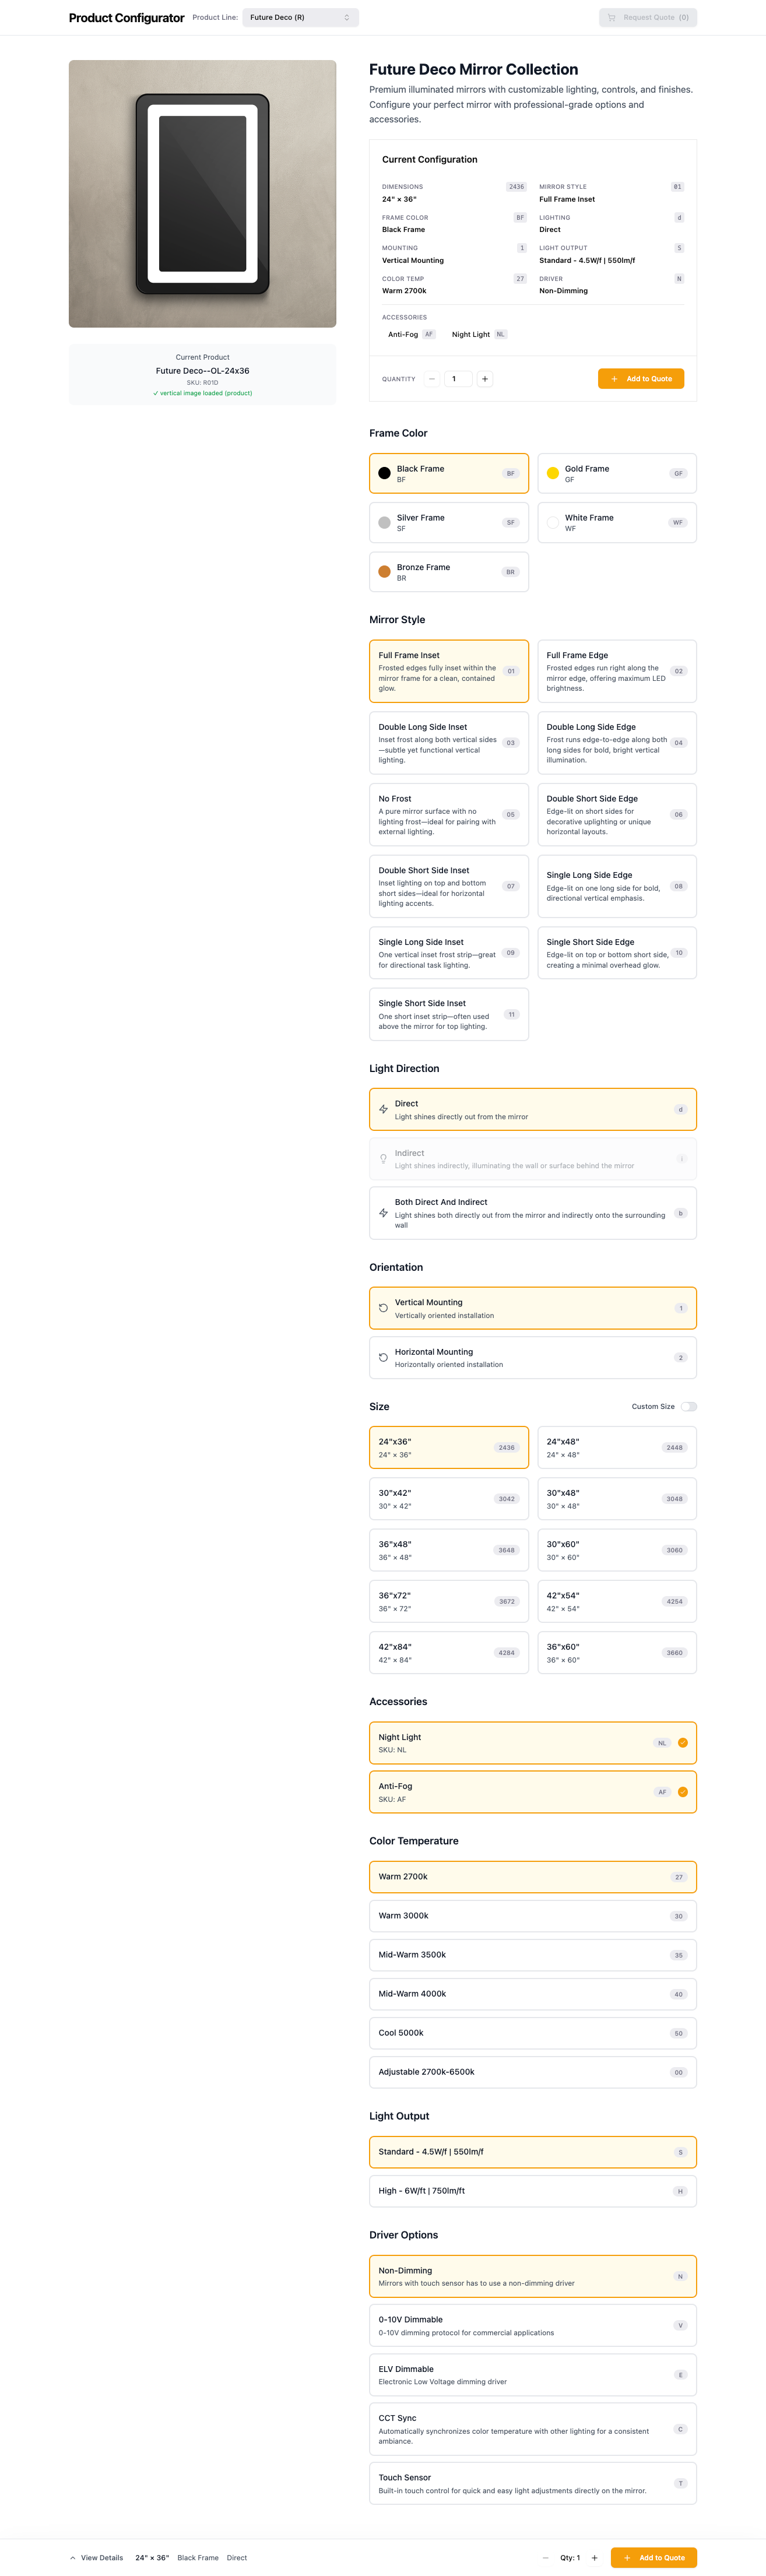 Product Configurator
Product Line:
Future Deco (R)
Request Quote (0)
Future Deco Mirror Collection
Premium illuminated mirrors with customizable lighting, controls, and finishes.
Configure your perfect mirror with professional-grade options and
accessories.
Current Product
Future Deco--OL-24x36
SKU: R01D
✓ vertical image loaded (product)
Current Configuration
DIMENSIONS 2436
24" × 36"
MIRROR STYLE 01
Full Frame Inset
FRAME COLOR BF
Black Frame
LIGHTING d
Direct
MOUNTING 1
Vertical Mounting
LIGHT OUTPUT S
Standard - 4.5W/f | 550lm/f
COLOR TEMP 27
Warm 2700k
DRIVER N
Non-Dimming
ACCESSORIES
Anti-Fog AF Night Light NL
QUANTITY − 1 +
+ Add to Quote
Frame Color
Black Frame
BF
BF
Gold Frame
GF
GF
Silver Frame
SF
SF
White Frame
WF
WF
Bronze Frame
BR
BR
Mirror Style
Full Frame Inset
Frosted edges fully inset within the
mirror frame for a clean, contained
glow.
01
Full Frame Edge
Frosted edges run right along the
mirror edge, offering maximum LED
brightness.
02
Double Long Side Inset
Inset frost along both vertical sides
—subtle yet functional vertical
lighting.
03
Double Long Side Edge
Frost runs edge-to-edge along both
long sides for bold, bright vertical
illumination.
04
No Frost
A pure mirror surface with no
lighting frost—ideal for pairing with
external lighting.
05
Double Short Side Edge
Edge-lit on short sides for
decorative uplighting or unique
horizontal layouts.
06
Double Short Side Inset
Inset lighting on top and bottom
short sides—ideal for horizontal
lighting accents.
07
Single Long Side Edge
Edge-lit on one long side for bold,
directional vertical emphasis.
08
Single Long Side Inset
One vertical inset frost strip—great
for directional task lighting.
09
Single Short Side Edge
Edge-lit on top or bottom short side,
creating a minimal overhead glow.
10
Single Short Side Inset
One short inset strip—often used
above the mirror for top lighting.
11
Light Direction
Direct
Light shines directly out from the mirror
d
Indirect
Light shines indirectly, illuminating the wall or surface behind the mirror
i
Both Direct And Indirect
Light shines both directly out from the mirror and indirectly onto the surrounding
wall
b
Orientation
Vertical Mounting
Vertically oriented installation
1
Horizontal Mounting
Horizontally oriented installation
2
Size
Custom Size
24"x36"
24" × 36"
2436
24"x48"
24" × 48"
2448
30"x42"
30" × 42"
3042
30"x48"
30" × 48"
3048
36"x48"
36" × 48"
3648
30"x60"
30" × 60"
3060
36"x72"
36" × 72"
3672
42"x54"
42" × 54"
4254
42"x84"
42" × 84"
4284
36"x60"
36" × 60"
3660
Accessories
Night Light
SKU: NL
NL
Anti-Fog
SKU: AF
AF
Color Temperature
Warm 2700k 27
Warm 3000k 30
Mid-Warm 3500k 35
Mid-Warm 4000k 40
Cool 5000k 50
Adjustable 2700k-6500k 00
Light Output
Standard - 4.5W/f | 550lm/f S
High - 6W/ft | 750lm/ft H
Driver Options
Non-Dimming
Mirrors with touch sensor has to use a non-dimming driver
N
0-10V Dimmable
0-10V dimming protocol for commercial applications
V
ELV Dimmable
Electronic Low Voltage dimming driver
E
CCT Sync
Automatically synchronizes color temperature with other lighting for a consistent
ambiance.
C
Touch Sensor
Built-in touch control for quick and easy light adjustments directly on the mirror.
T
View Details 24" × 36" Black Frame Direct
− Qty: 1 +
+ Add to Quote